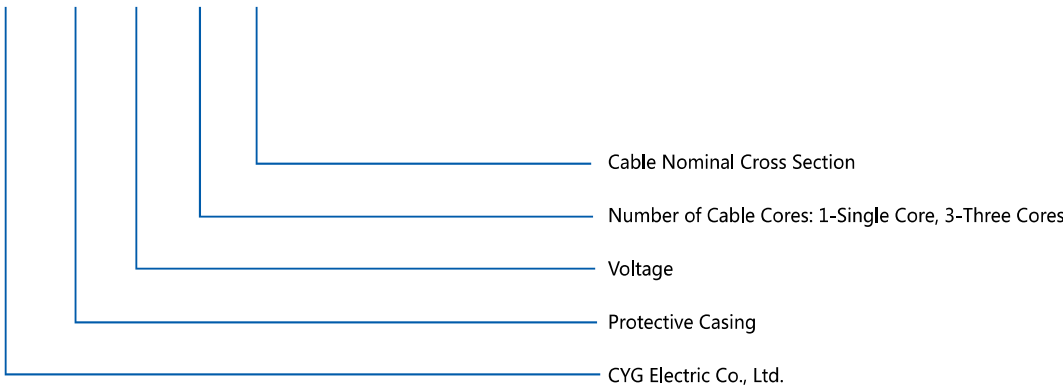 Cable Nominal Cross Section
Number of Cable Cores: 1-Single Core, 3-Three Cores
Voltage
Protective Casing
CYG Electric Co., Ltd.